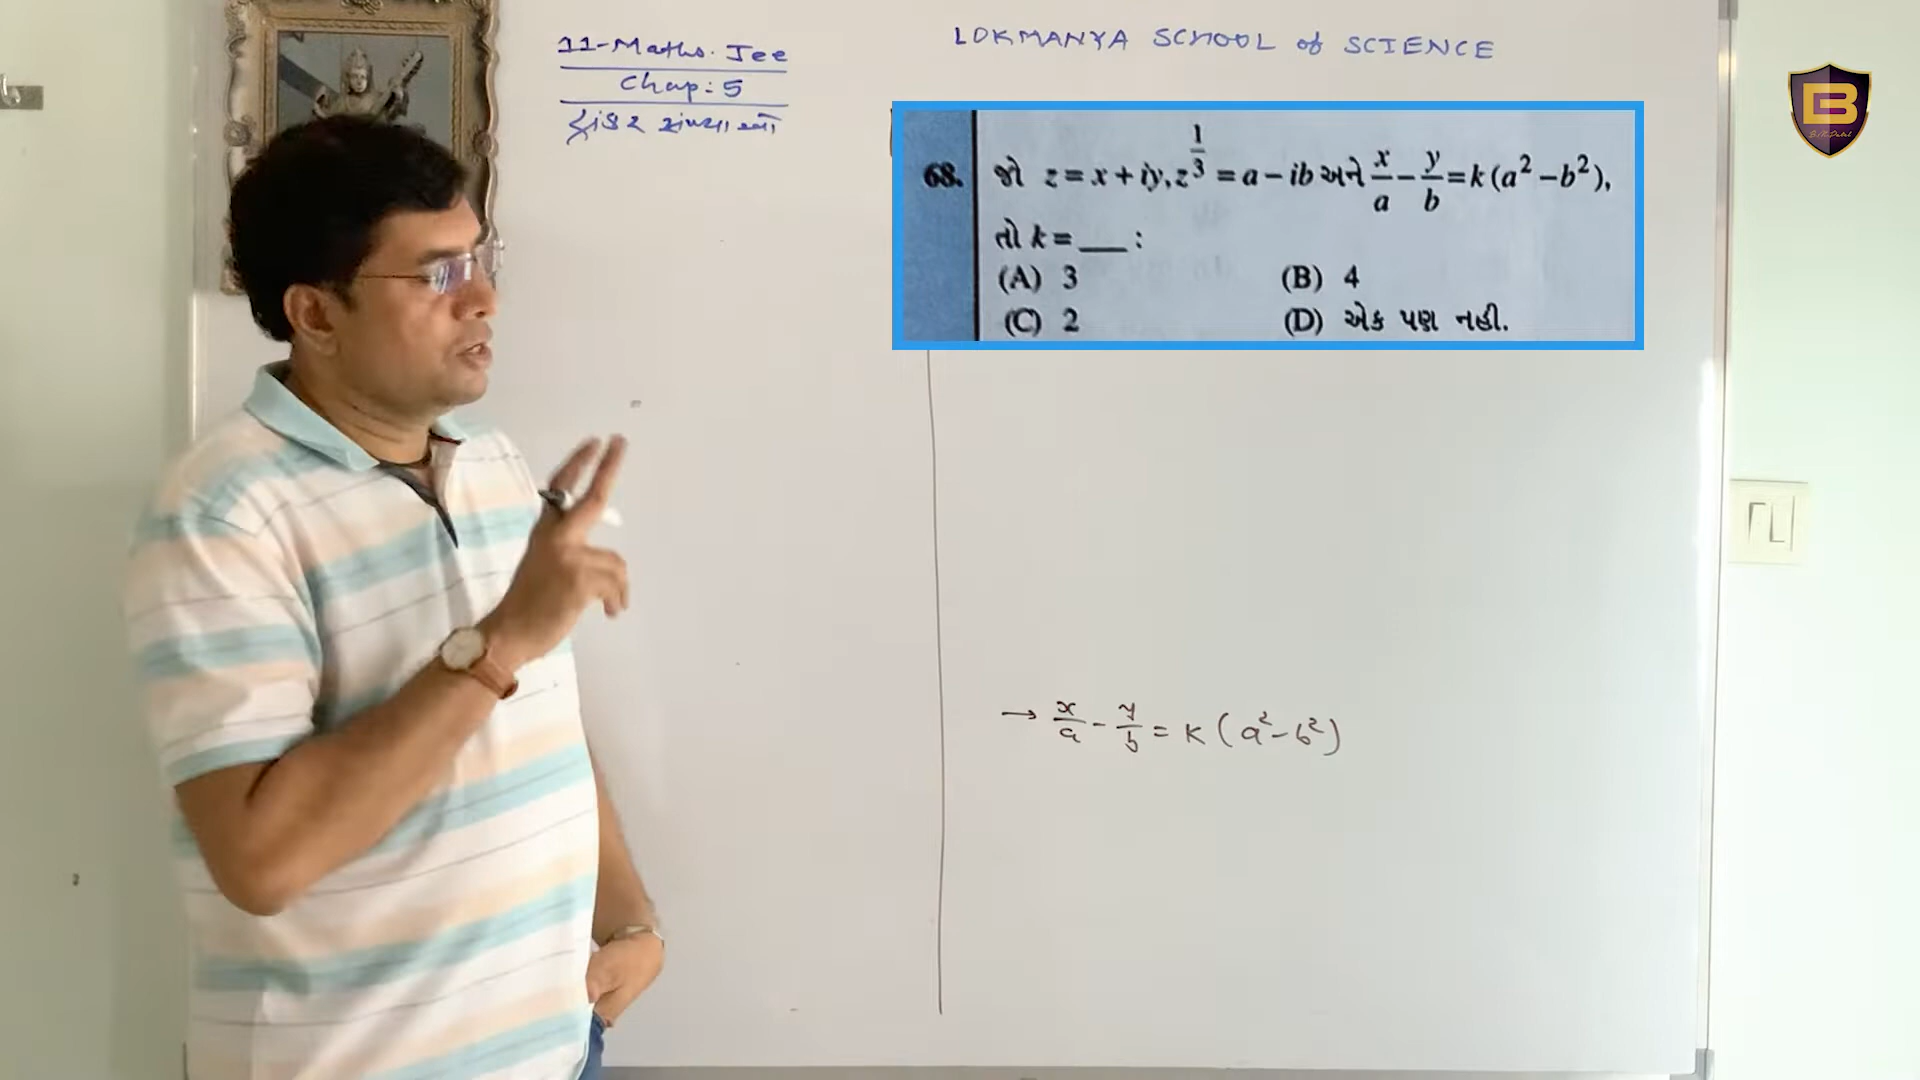 11-Maths. Jee
Chap: 5
LOKMANYA SCHOOL of SCIENCE
68. જો z = x + iy, z^{1/3} = a − ib અને x/a − y/b = k (a² − b²),
તો k = ___ :
(A) 3 (B) 4
(C) 2 (D) એક પણ નહી.
→ x/a − y/b = K (a² − b²)
B